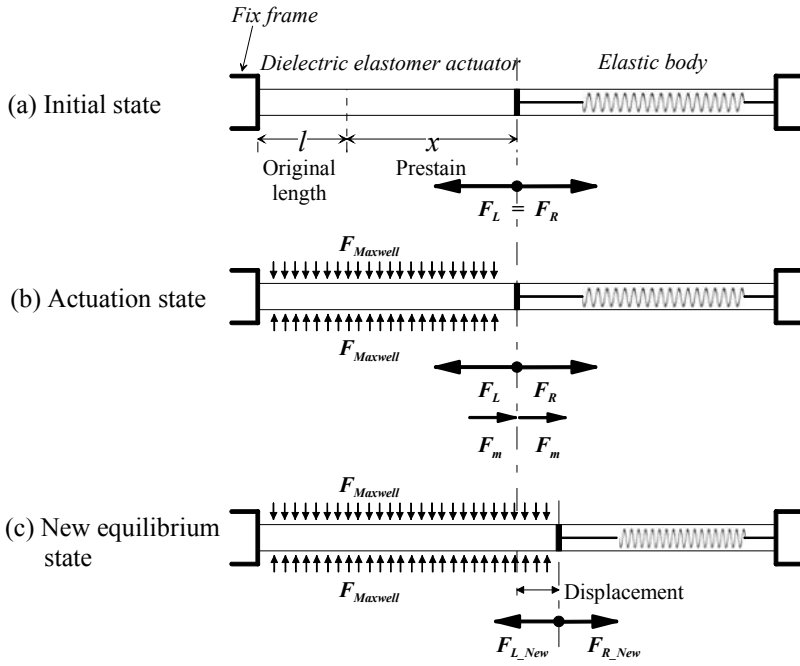 Fix frame
Dielectric elastomer actuator
Elastic body
(a) Initial state
l
x
Original
length
Prestain
F_L = F_R
F_Maxwell
(b) Actuation state
F_Maxwell
F_L F_R
F_m F_m
F_Maxwell
(c) New equilibrium
state
F_Maxwell
Displacement
F_L_New F_R_New